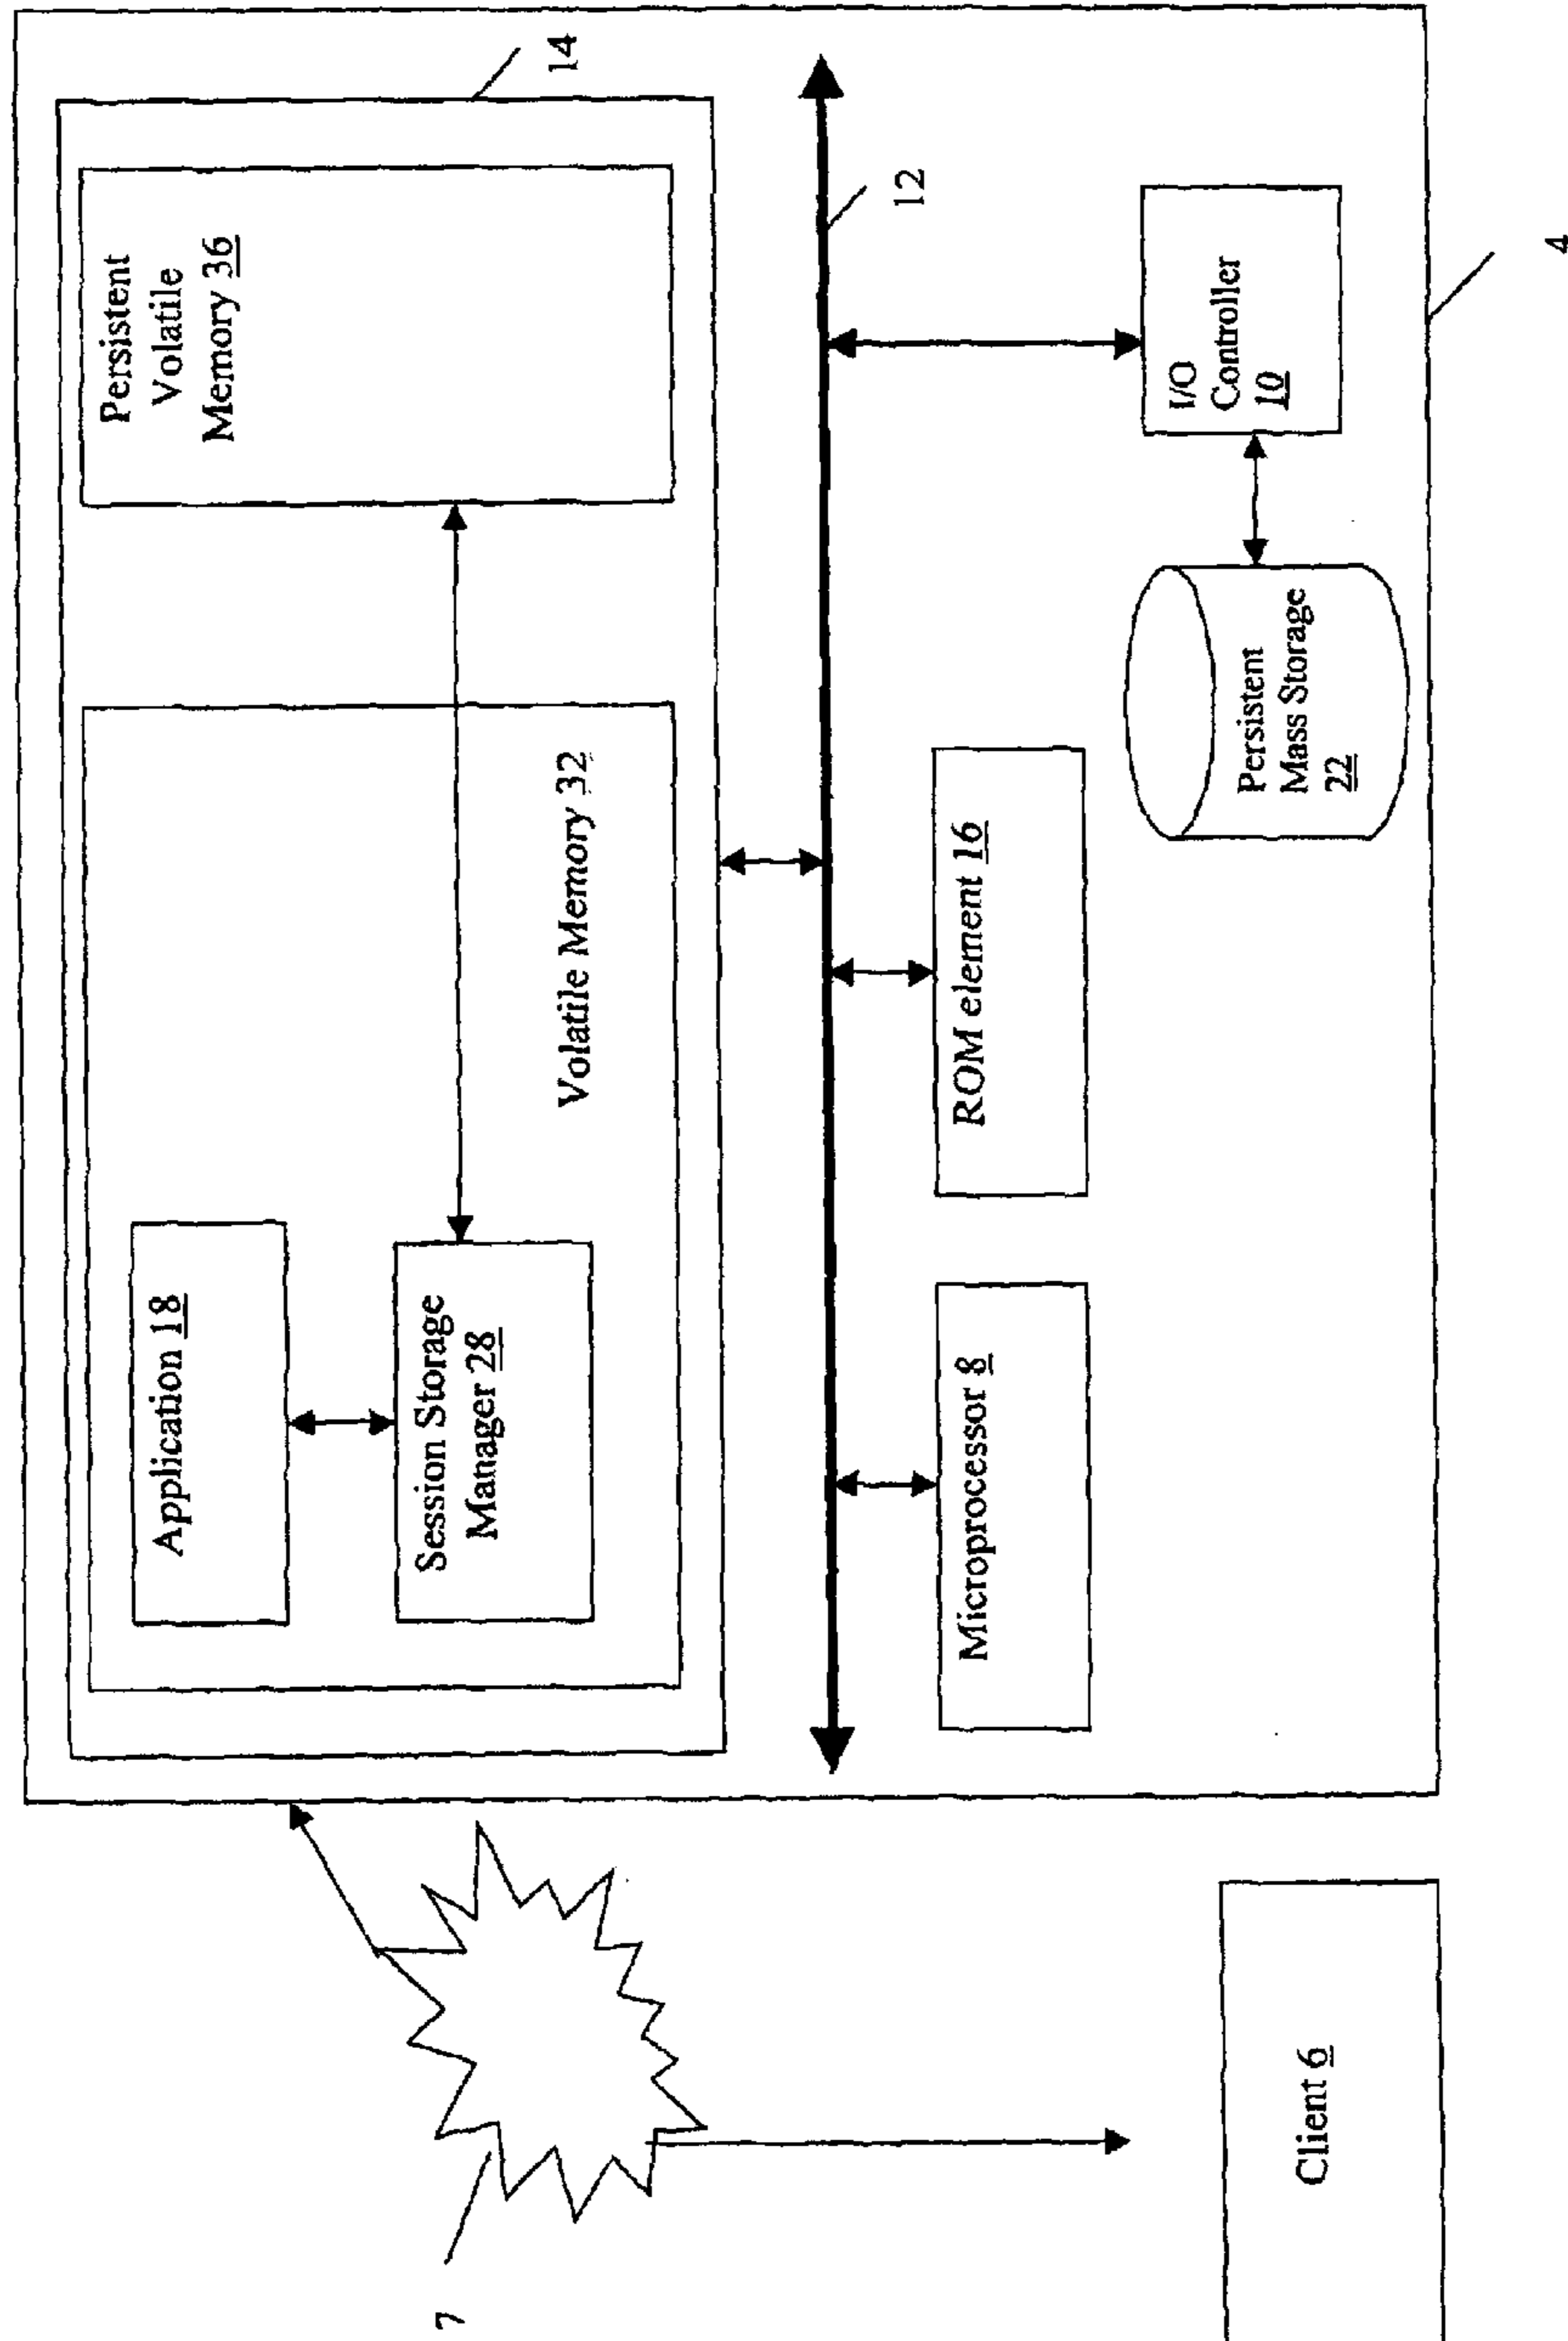 14
Persistent
Volatile
Memory 36
Volatile Memory 32
Application 18
Session Storage
Manager 28
12
Microprocessor 8
ROM element 16
Persistent
Mass Storage
22
I/O
Controller
10
4
7
Client 6